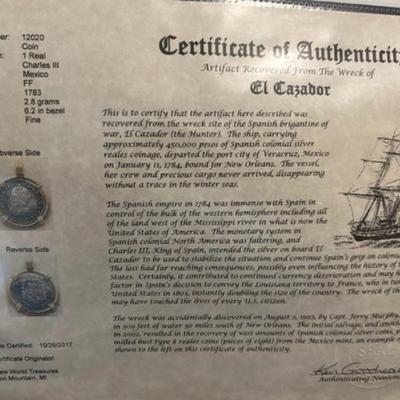 12020
Coin
1 Real
Charles III
Mexico
FF
1783
2.8 grams
6.2 in bezel
Fine
Reverse Side
Certificate of Authenticity
Artifact Recovered From The Wreck of
El Cazador
This is to certify that the artifact here described was
recovered from the wreck site of the Spanish brigantine of
war, El Cazador (the Hunter). The ship, carrying
approximately 450,000 pesos of Spanish colonial silver
reales coinage, departed the port city of Veracruz, Mexico
on January 11, 1784, bound for New Orleans. The vessel,
her crew and precious cargo never arrived, disappearing
without a trace in the winter seas.
The Spanish empire in 1784 was immense with Spain in
control of the bulk of the western hemisphere including all
of the land west of the Mississippi river in what is now the
United States of America. The monetary system in
Spanish colonial North America was faltering, and
Charles III, King of Spain, intended the silver on board El
Cazador to be used to stabilize the situation and continue Spain's grip on colonial
The loss had far reaching consequences, possibly even influencing the history of the
States. Certainly, it contributed to continued currency deterioration and may have
factor in Spain's decision to convey the Louisiana territory to France, who in turn
United States in 1803, instantly doubling the size of the country. The wreck of the
may have touched the lives of every U.S. citizen.
The wreck was accidentally discovered on August 2, 1993, by Capt. Jerry Murphy,
in 300 feet of water 50 miles south of New Orleans. The initial salvage, and another
in 2002, resulted in the recovery of vast amounts of Spanish colonial silver coins,
milled bust type 8 reales coins (pieces of eight) from Mexico mint, an example of
shown to the left on this certificate of authenticity.
Reverse Side
Certified: 10/26/2017
Certificate Originator:
New World Treasures
Iron Mountain, MI
Ken Goodreau
Authenticating